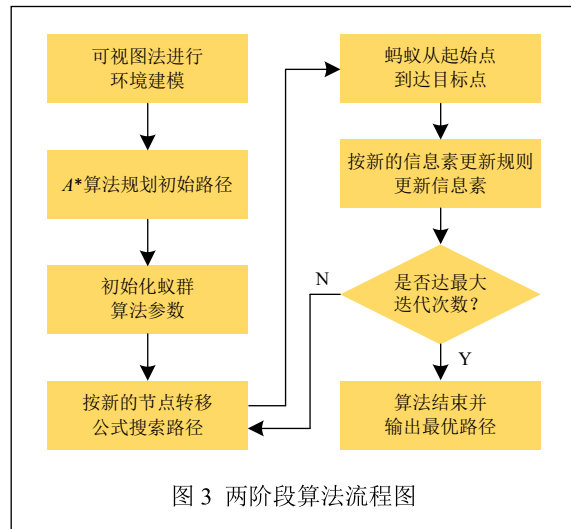 可视图法进行
环境建模
A*算法规划初始路径
初始化蚁群
算法参数
按新的节点转移
公式搜索路径
蚂蚁从起始点
到达目标点
按新的信息素更新规则
更新信息素
是否达最大
迭代次数？
N
Y
算法结束并
输出最优路径
图 3 两阶段算法流程图